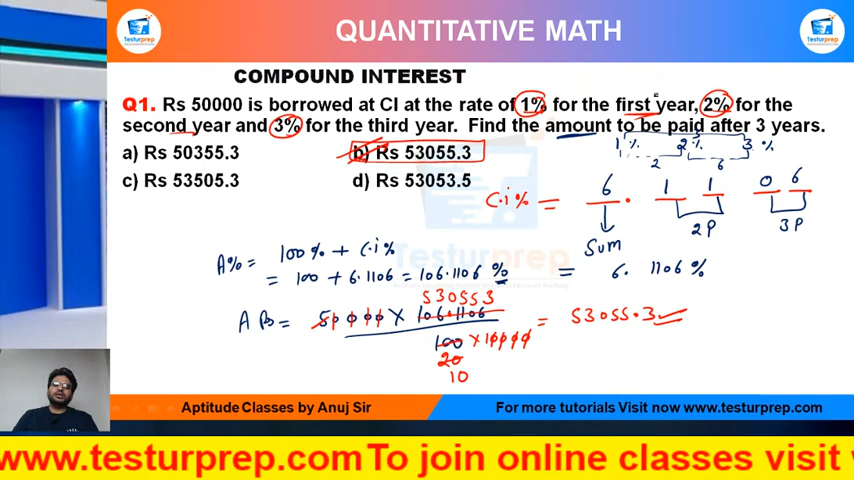 Testurprep
QUANTITATIVE MATH
Testurprep
COMPOUND INTEREST
Q1. Rs 50000 is borrowed at CI at the rate of 1% for the first year, 2% for the
second year and 3% for the third year. Find the amount to be paid after 3 years.
a) Rs 50355.3
b) Rs 53055.3
c) Rs 53505.3
d) Rs 53053.5
1% 2% 3%
2 6
C.i% = 6 . 1 1 0 6
2P 3P
Sum
= 6. 1106%
A% = 100% + C.i%
= 100 + 6.1106 = 106.1106%
530553
A = 50000 X 106.1106 = 53055.3
100 X 10000
20
10
Aptitude Classes by Anuj Sir
For more tutorials Visit now www.testurprep.com
www.testurprep.com To join online classes visit